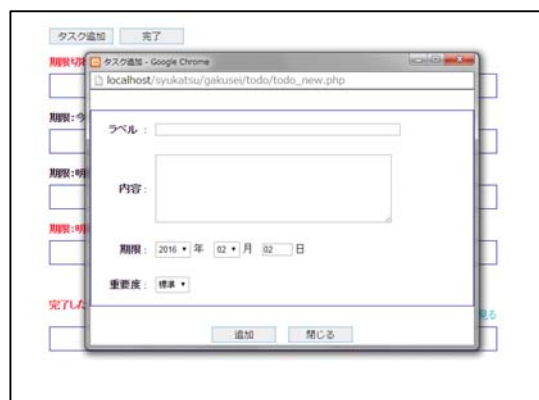 タスク追加 完了
期限切
タスク追加 - Google Chrome
localhost/syukatsu/gakusei/todo/todo_new.php
ラベル :
期限:今
内容 :
期限:明
期限:明
期限 : 2016 年 02 月 02 日
重要度 : 標準
完了した
見る
追加 閉じる